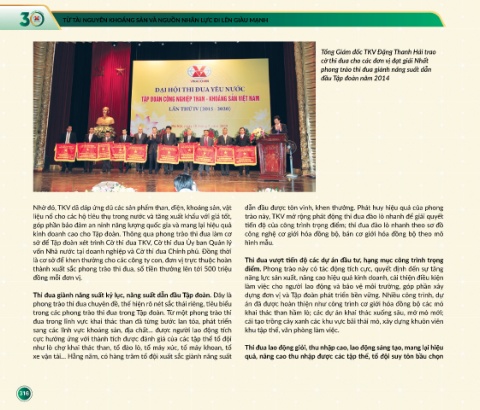 30
TỪ TÀI NGUYÊN KHOÁNG SẢN VÀ NGUỒN NHÂN LỰC ĐI LÊN GIÀU MẠNH
ĐẠI HỘI THI ĐUA YÊU NƯỚC
TẬP ĐOÀN CÔNG NGHIỆP THAN - KHOÁNG SẢN VIỆT NAM
LẦN THỨ IV (2015 - 2020)
Tổng Giám đốc TKV Đặng Thanh Hải trao
cờ thi đua cho các đơn vị đạt giải Nhất
phong trào thi đua giành năng suất dẫn
đầu Tập đoàn năm 2014
Nhờ đó, TKV đã đáp ứng đủ các sản phẩm than, điện, khoáng sản, vật
liệu nổ cho các hộ tiêu thụ trong nước và tăng xuất khẩu với giá tốt,
góp phần bảo đảm an ninh năng lượng quốc gia và mang lại hiệu quả
kinh doanh cao cho Tập đoàn. Thông qua phong trào thi đua làm cơ
sở để Tập đoàn xét trình Cờ thi đua TKV, Cờ thi đua Ủy ban Quản lý
vốn Nhà nước tại doanh nghiệp và Cờ thi đua Chính phủ. Đồng thời
là cơ sở để khen thưởng cho các công ty con, đơn vị trực thuộc hoàn
thành xuất sắc phong trào thi đua, số tiền thưởng lên tới 500 triệu
đồng mỗi đơn vị.
Thi đua giành năng suất kỷ lục, năng suất dẫn đầu Tập đoàn. Đây là
phong trào thi đua chuyên đề, thể hiện rõ nét sắc thái riêng, tiêu biểu
trong các phong trào thi đua trong Tập đoàn. Từ một phong trào thi
đua trong lĩnh vực khai thác than đã từng bước lan tỏa, phát triển
sang các lĩnh vực khoáng sản, địa chất... được người lao động tích
cực hưởng ứng với thành tích được đánh giá của các tập thể tổ đội
như lò chợ khai thác than, tổ đào lò, tổ máy xúc, tổ máy khoan, tổ
xe vận tải... Hằng năm, có hàng trăm tổ đội xuất sắc giành năng suất
dẫn đầu được tôn vinh, khen thưởng. Phát huy hiệu quả của phong
trào này, TKV mở rộng phát động thi đua đào lò nhanh để giải quyết
tiến độ của công trình trọng điểm; thi đua đào lò nhanh theo sơ đồ
công nghệ cơ giới hóa đồng bộ, bán cơ giới hóa đồng bộ theo mô
hình mẫu.
Thi đua vượt tiến độ các dự án đầu tư, hạng mục công trình trọng
điểm. Phong trào này có tác động tích cực, quyết định đến sự tăng
năng lực sản xuất, nâng cao hiệu quả kinh doanh, cải thiện điều kiện
làm việc cho người lao động và bảo vệ môi trường, góp phần xây
dựng đơn vị và Tập đoàn phát triển bền vững. Nhiều công trình, dự
án đã được hoàn thiện như công trình cơ giới hóa đồng bộ các mỏ
khai thác than hầm lò; các dự án khai thác xuống sâu, mở mỏ mới;
cải tạo trồng cây xanh các khu vực bãi thải mỏ, xây dựng khuôn viên
khu tập thể, văn phòng làm việc.
Thi đua lao động giỏi, thu nhập cao, lao động sáng tạo, mang lại hiệu
quả, nâng cao thu nhập được các tập thể, tổ đội suy tôn bầu chọn
316